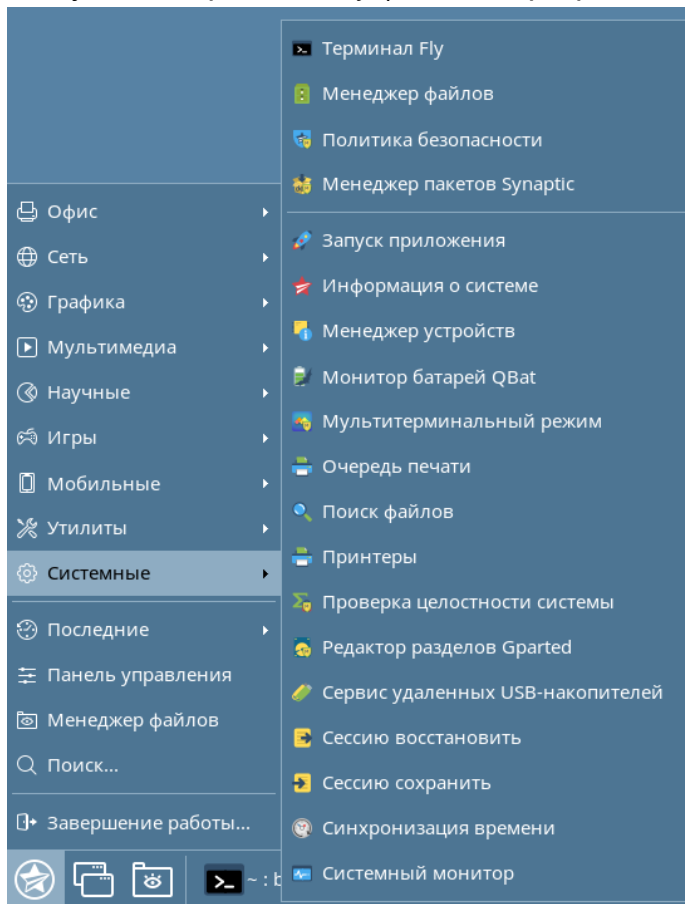 Офис
Сеть
Графика
Мультимедиа
Научные
Игры
Мобильные
Утилиты
Системные
Последние
Панель управления
Менеджер файлов
Поиск...
Завершение работы...
Терминал Fly
Менеджер файлов
Политика безопасности
Менеджер пакетов Synaptic
Запуск приложения
Информация о системе
Менеджер устройств
Монитор батарей QBat
Мультитерминальный режим
Очередь печати
Поиск файлов
Принтеры
Проверка целостности системы
Редактор разделов Gparted
Сервис удаленных USB-накопителей
Сессию восстановить
Сессию сохранить
Синхронизация времени
Системный монитор
~ : b